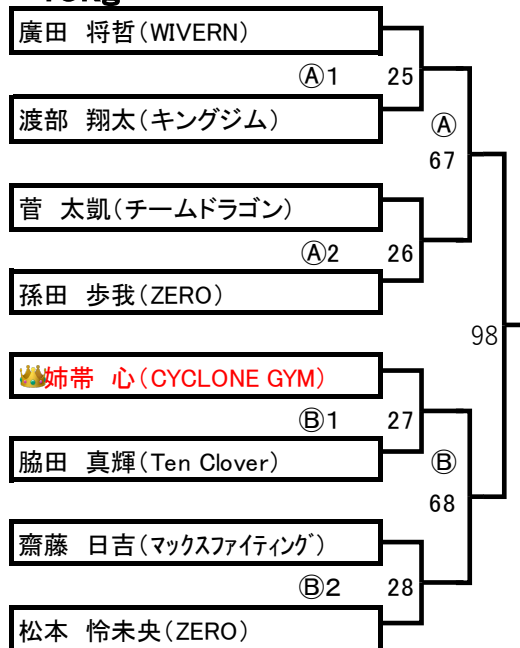 廣田　将哲(WIVERN)
Ⓐ1 25
渡部　翔太(キングジム)
Ⓐ
67
菅　太凱(チームドラゴン)
Ⓐ2 26
孫田　歩我(ZERO)
98
姉帯　心(CYCLONE GYM)
Ⓑ1 27
脇田　真輝(Ten Clover)
Ⓑ
68
齋藤　日吉(ﾏｯｸｽﾌｧｲﾃｨﾝｸﾞ)
Ⓑ2 28
松本　怜未央(ZERO)